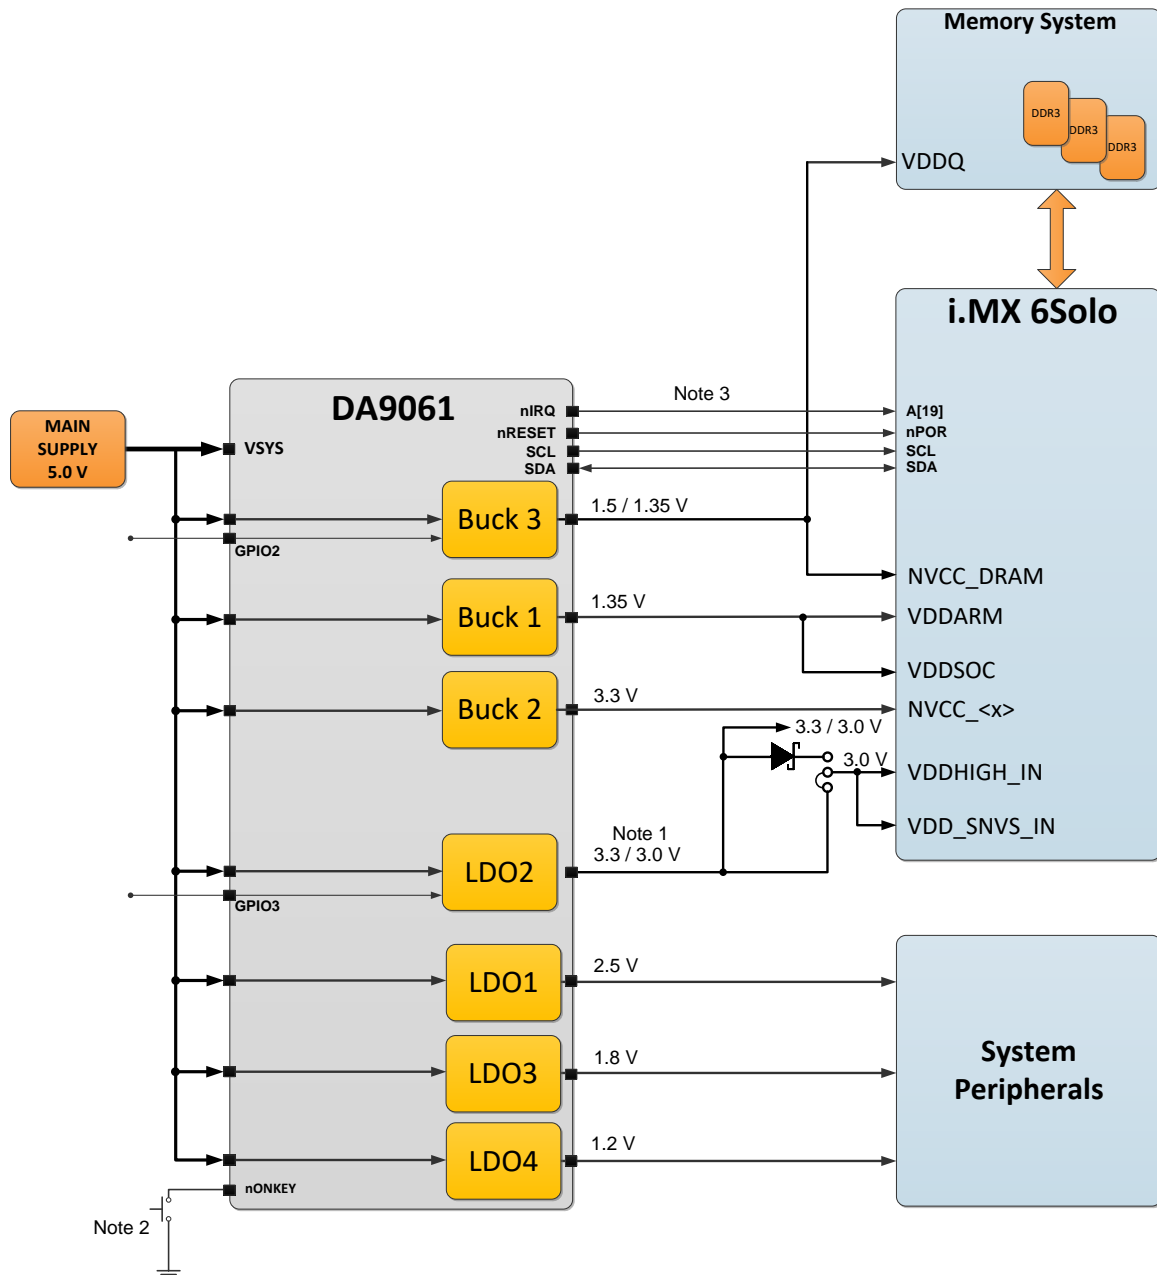 Memory System
DDR3
DDR3
DDR3
VDDQ
i.MX 6Solo
DA9061
MAIN
SUPPLY
5.0 V
VSYS
nIRQ
nRESET
SCL
SDA
Note 3
A[19]
nPOR
SCL
SDA
Buck 3
1.5 / 1.35 V
GPIO2
NVCC_DRAM
Buck 1
1.35 V
VDDARM
VDDSOC
Buck 2
3.3 V
NVCC_<x>
3.3 / 3.0 V
3.0 V
VDDHIGH_IN
VDD_SNVS_IN
Note 1
3.3 / 3.0 V
LDO2
GPIO3
LDO1
2.5 V
LDO3
1.8 V
System
Peripherals
LDO4
1.2 V
nONKEY
Note 2